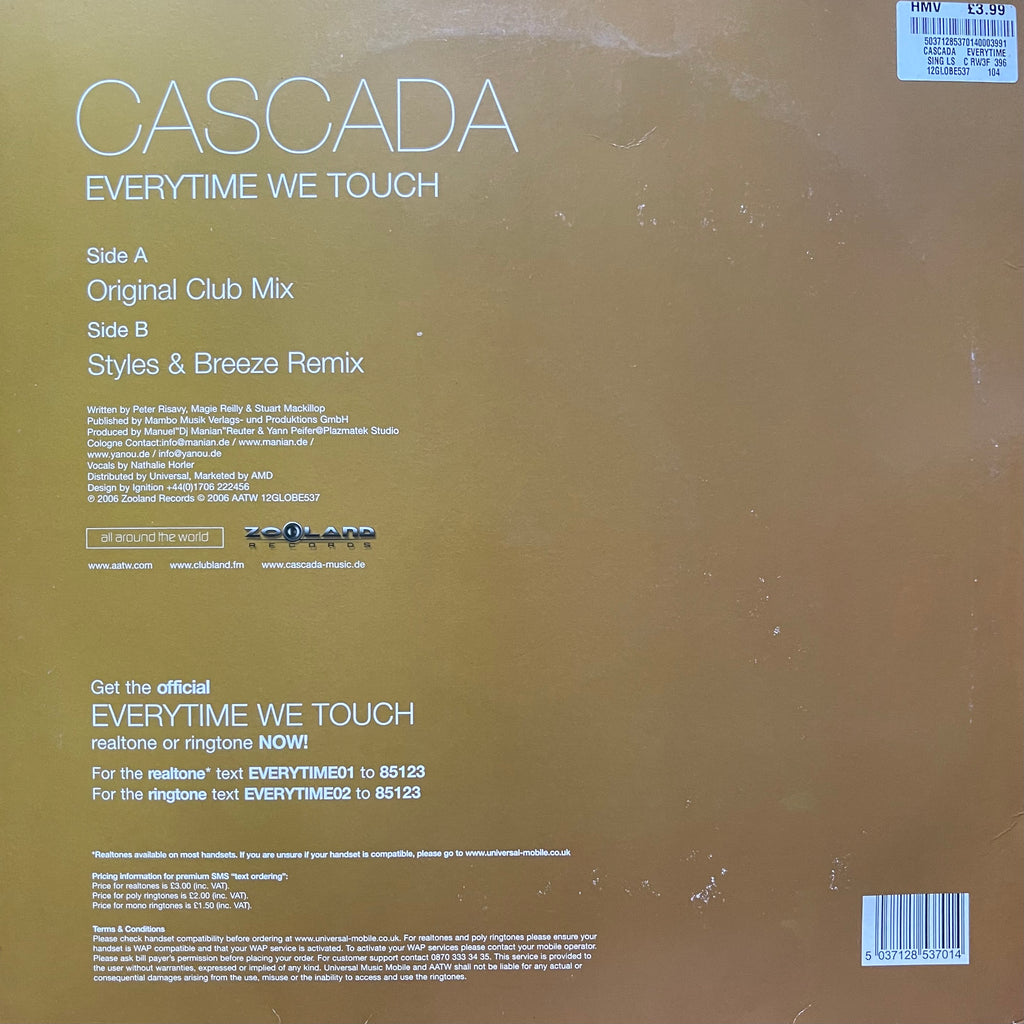 HMV £3.99
50371285370140003991
CASCADA EVERYTIME
SING LS C RW3F 396
12GLOBE537 104
CASCADA
EVERYTIME WE TOUCH
Side A
Original Club Mix
Side B
Styles & Breeze Remix
Written by Peter Risavy, Magie Reilly & Stuart Mackillop
Published by Mambo Musik Verlags- und Produktions GmbH
Produced by Manuel"Dj Manian"Reuter & Yann Peifer@Plazmatek Studio
Cologne Contact:info@manian.de / www.manian.de /
www.yanou.de / info@yanou.de
Vocals by Nathalie Horler
Distributed by Universal, Marketed by AMD
Design by Ignition +44(0)1706 222456
℗ 2006 Zooland Records © 2006 AATW 12GLOBE537
all around the world
ZOOLAND
RECORDS
www.aatw.com www.clubland.fm www.cascada-music.de
Get the official
EVERYTIME WE TOUCH
realtone or ringtone NOW!
For the realtone* text EVERYTIME01 to 85123
For the ringtone text EVERYTIME02 to 85123
*Realtones available on most handsets. If you are unsure if your handset is compatible, please go to www.universal-mobile.co.uk
Pricing information for premium SMS "text ordering":
Price for realtones is £3.00 (inc. VAT).
Price for poly ringtones is £2.00 (inc. VAT).
Price for mono ringtones is £1.50 (inc. VAT).
Terms & Conditions
Please check handset compatibility before ordering at www.universal-mobile.co.uk. For realtones and poly ringtones please ensure your
handset is WAP compatible and that your WAP service is activated. To activate your WAP services please contact your mobile operator.
Please ask bill payer's permission before placing your order. For customer support contact 0870 333 34 35. This service is provided to
the user without warranties, expressed or implied of any kind. Universal Music Mobile and AATW shall not be liable for any actual or
consequential damages arising from the use, misuse or the inability to access and use the ringtones.
5 037128 537014